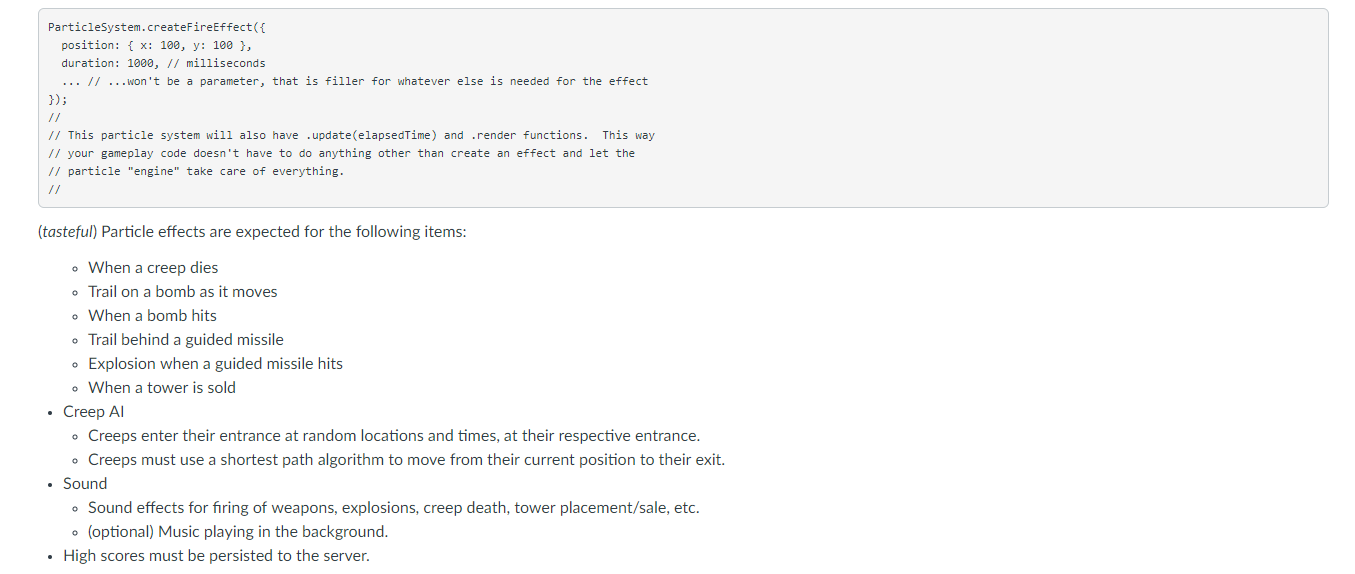 ParticleSystem.createFireEffect({
  position: { x: 100, y: 100 },
  duration: 1000, // milliseconds
  ... // ...won't be a parameter, that is filler for whatever else is needed for the effect
});
//
// This particle system will also have .update(elapsedTime) and .render functions.  This way
// your gameplay code doesn't have to do anything other than create an effect and let the
// particle "engine" take care of everything.
//
(tasteful) Particle effects are expected for the following items:
◦ When a creep dies
◦ Trail on a bomb as it moves
◦ When a bomb hits
◦ Trail behind a guided missile
◦ Explosion when a guided missile hits
◦ When a tower is sold
• Creep AI
◦ Creeps enter their entrance at random locations and times, at their respective entrance.
◦ Creeps must use a shortest path algorithm to move from their current position to their exit.
• Sound
◦ Sound effects for firing of weapons, explosions, creep death, tower placement/sale, etc.
◦ (optional) Music playing in the background.
• High scores must be persisted to the server.